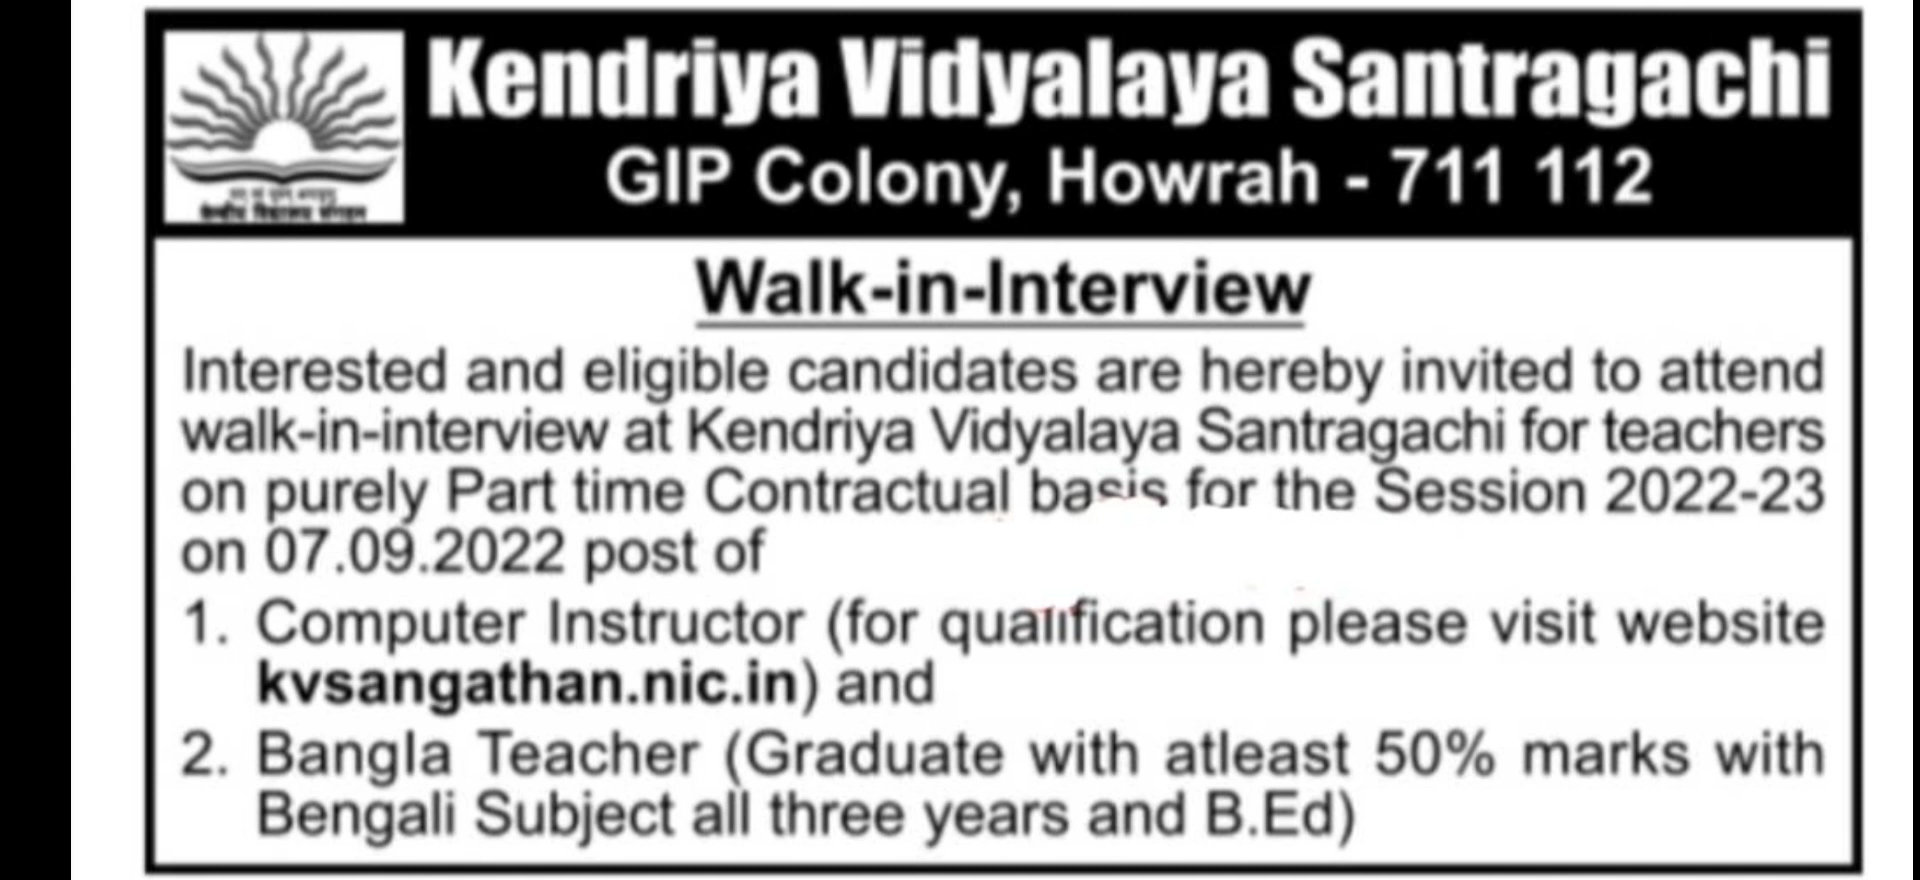 Kendriya Vidyalaya Santragachi
GIP Colony, Howrah - 711 112
केन्द्रीय विद्यालय संगठन
Walk-in-Interview
Interested and eligible candidates are hereby invited to attend
walk-in-interview at Kendriya Vidyalaya Santragachi for teachers
on purely Part time Contractual basis for the Session 2022-23
on 07.09.2022 post of
1. Computer Instructor (for qualification please visit website
kvsangathan.nic.in) and
2. Bangla Teacher (Graduate with atleast 50% marks with
Bengali Subject all three years and B.Ed)